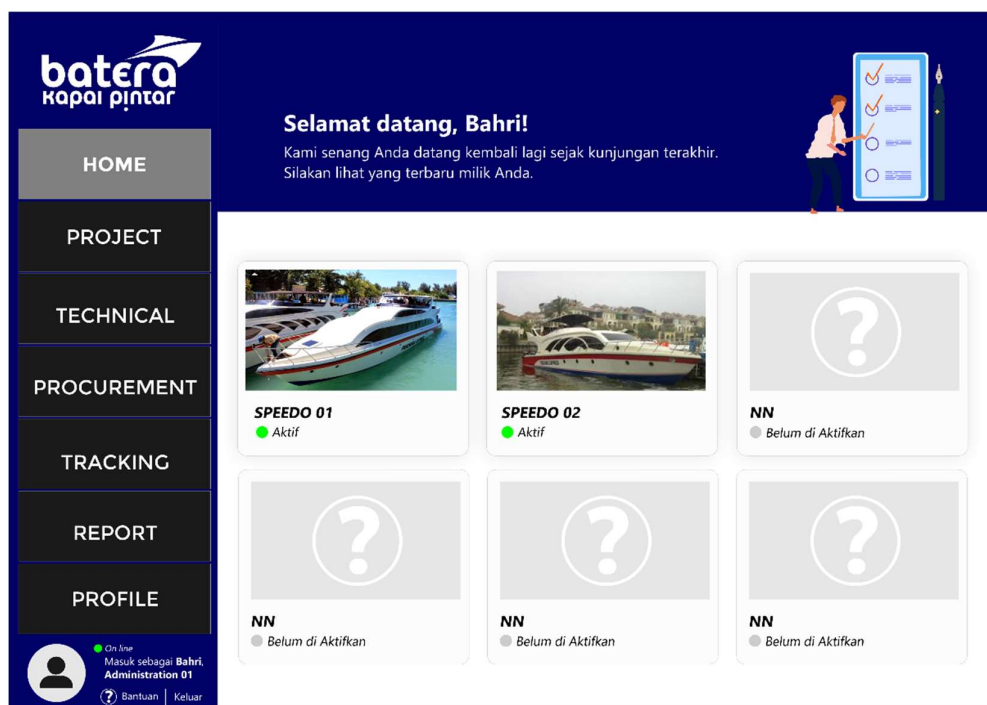 batera
kapal pintar
HOME
PROJECT
TECHNICAL
PROCUREMENT
TRACKING
REPORT
PROFILE
On line
Masuk sebagai Bahri,
Administration 01
? Bantuan | Keluar
Selamat datang, Bahri!
Kami senang Anda datang kembali lagi sejak kunjungan terakhir.
Silakan lihat yang terbaru milik Anda.
SPEEDO 01
Aktif
SPEEDO 02
Aktif
?
NN
Belum di Aktifkan
?
NN
Belum di Aktifkan
?
NN
Belum di Aktifkan
?
NN
Belum di Aktifkan